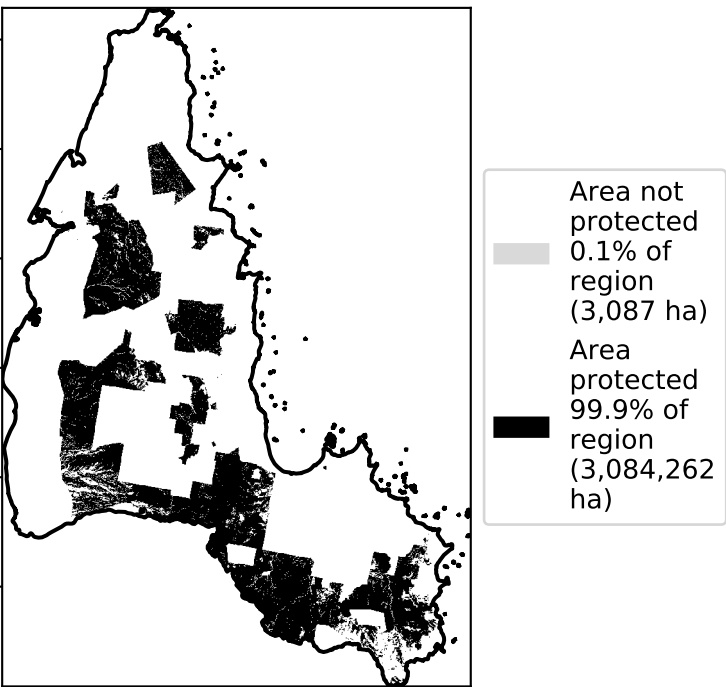 Area not
protected
0.1% of
region
(3,087 ha)
Area
protected
99.9% of
region
(3,084,262
ha)